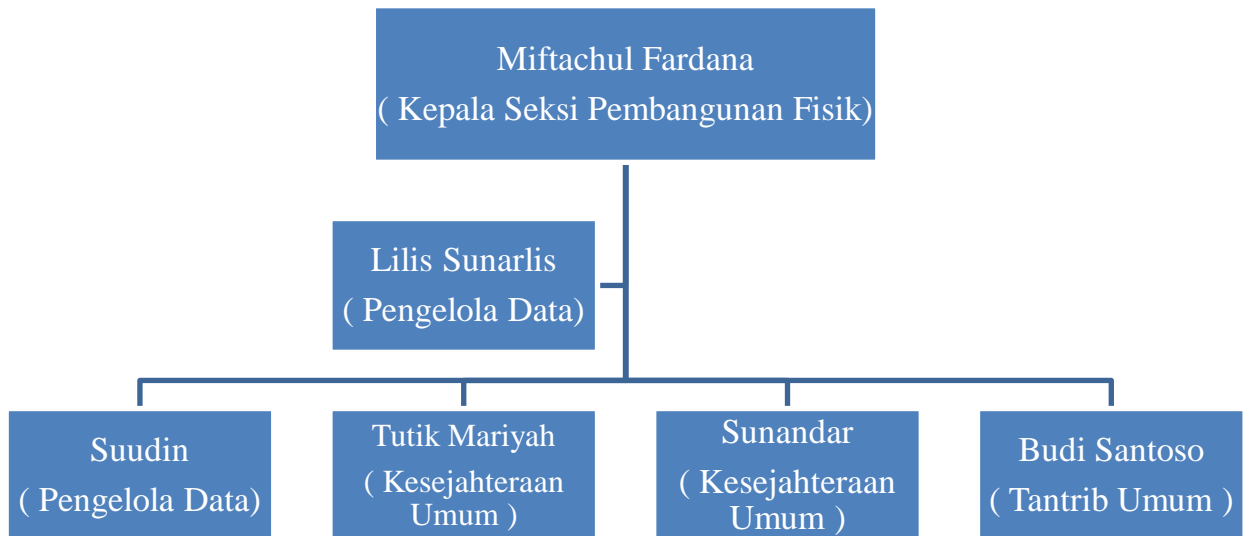 Miftachul Fardana
( Kepala Seksi Pembangunan Fisik)
Lilis Sunarlis
( Pengelola Data)
Suudin
( Pengelola Data)
Tutik Mariyah
( Kesejahteraan
Umum )
Sunandar
( Kesejahteraan
Umum )
Budi Santoso
( Tantrib Umum )